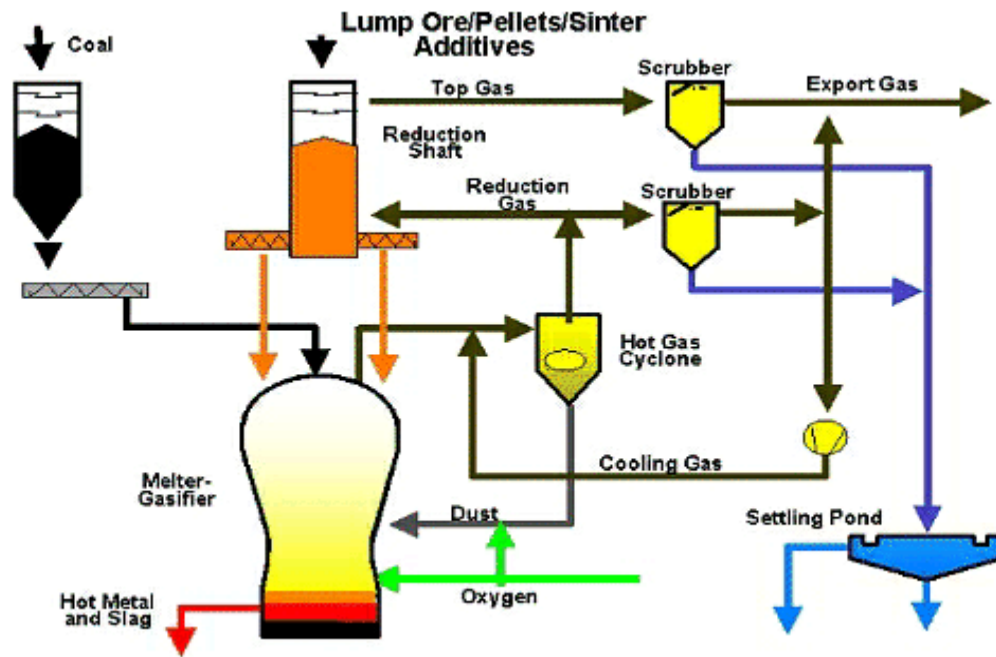 Lump Ore/Pellets/Sinter
Additives
Coal
Scrubber
Top Gas
Export Gas
Reduction
Shaft
Reduction
Gas
Scrubber
Hot Gas
Cyclone
Cooling Gas
Melter-
Gasifier
Dust
Settling Pond
Oxygen
Hot Metal
and Slag